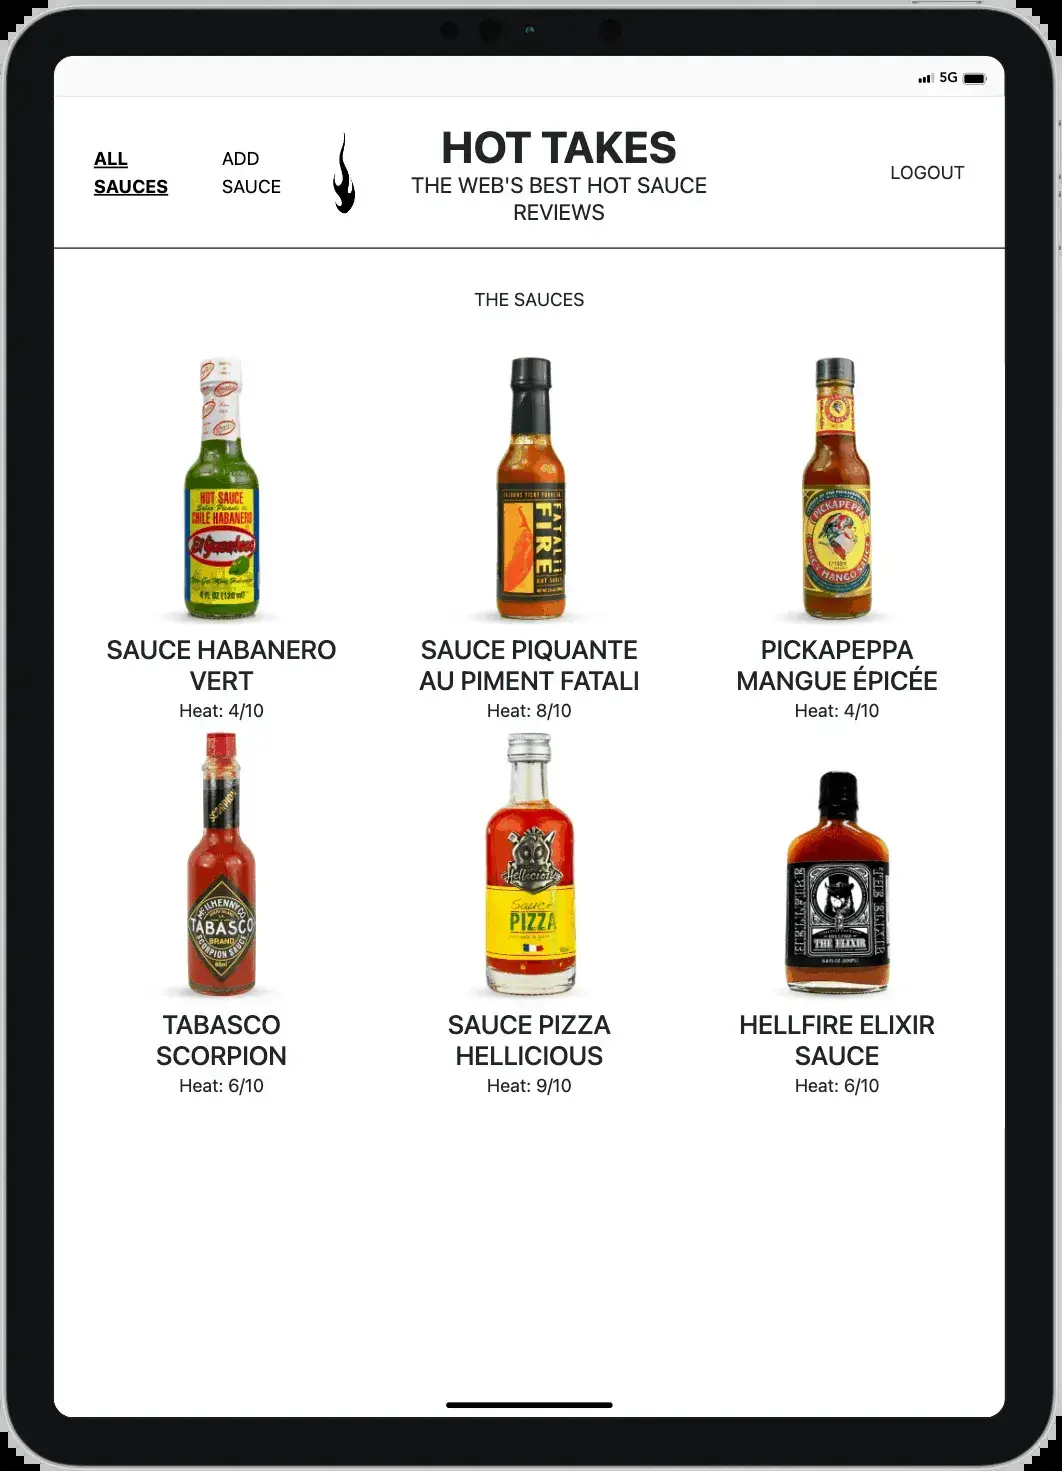 5G
ALL
SAUCES
ADD
SAUCE
HOT TAKES
THE WEB'S BEST HOT SAUCE
REVIEWS
LOGOUT
THE SAUCES
HOT SAUCE
CHILE HABANERO
4 fl oz (120 ml)
FATALII
FIRE
HOT SAUCE
PICKAPEPPA
SPICY MANGO SAUCE
SAUCE HABANERO
VERT
Heat: 4/10
SAUCE PIQUANTE
AU PIMENT FATALI
Heat: 8/10
PICKAPEPPA
MANGUE ÉPICÉE
Heat: 4/10
SCORPION
McILHENNY CO.
TABASCO
BRAND
SCORPION SAUCE
Hellicious
Sauce
PIZZA
HELLFIRE
THE ELIXIR
THE ELIXIR
TABASCO
SCORPION
Heat: 6/10
SAUCE PIZZA
HELLICIOUS
Heat: 9/10
HELLFIRE ELIXIR
SAUCE
Heat: 6/10